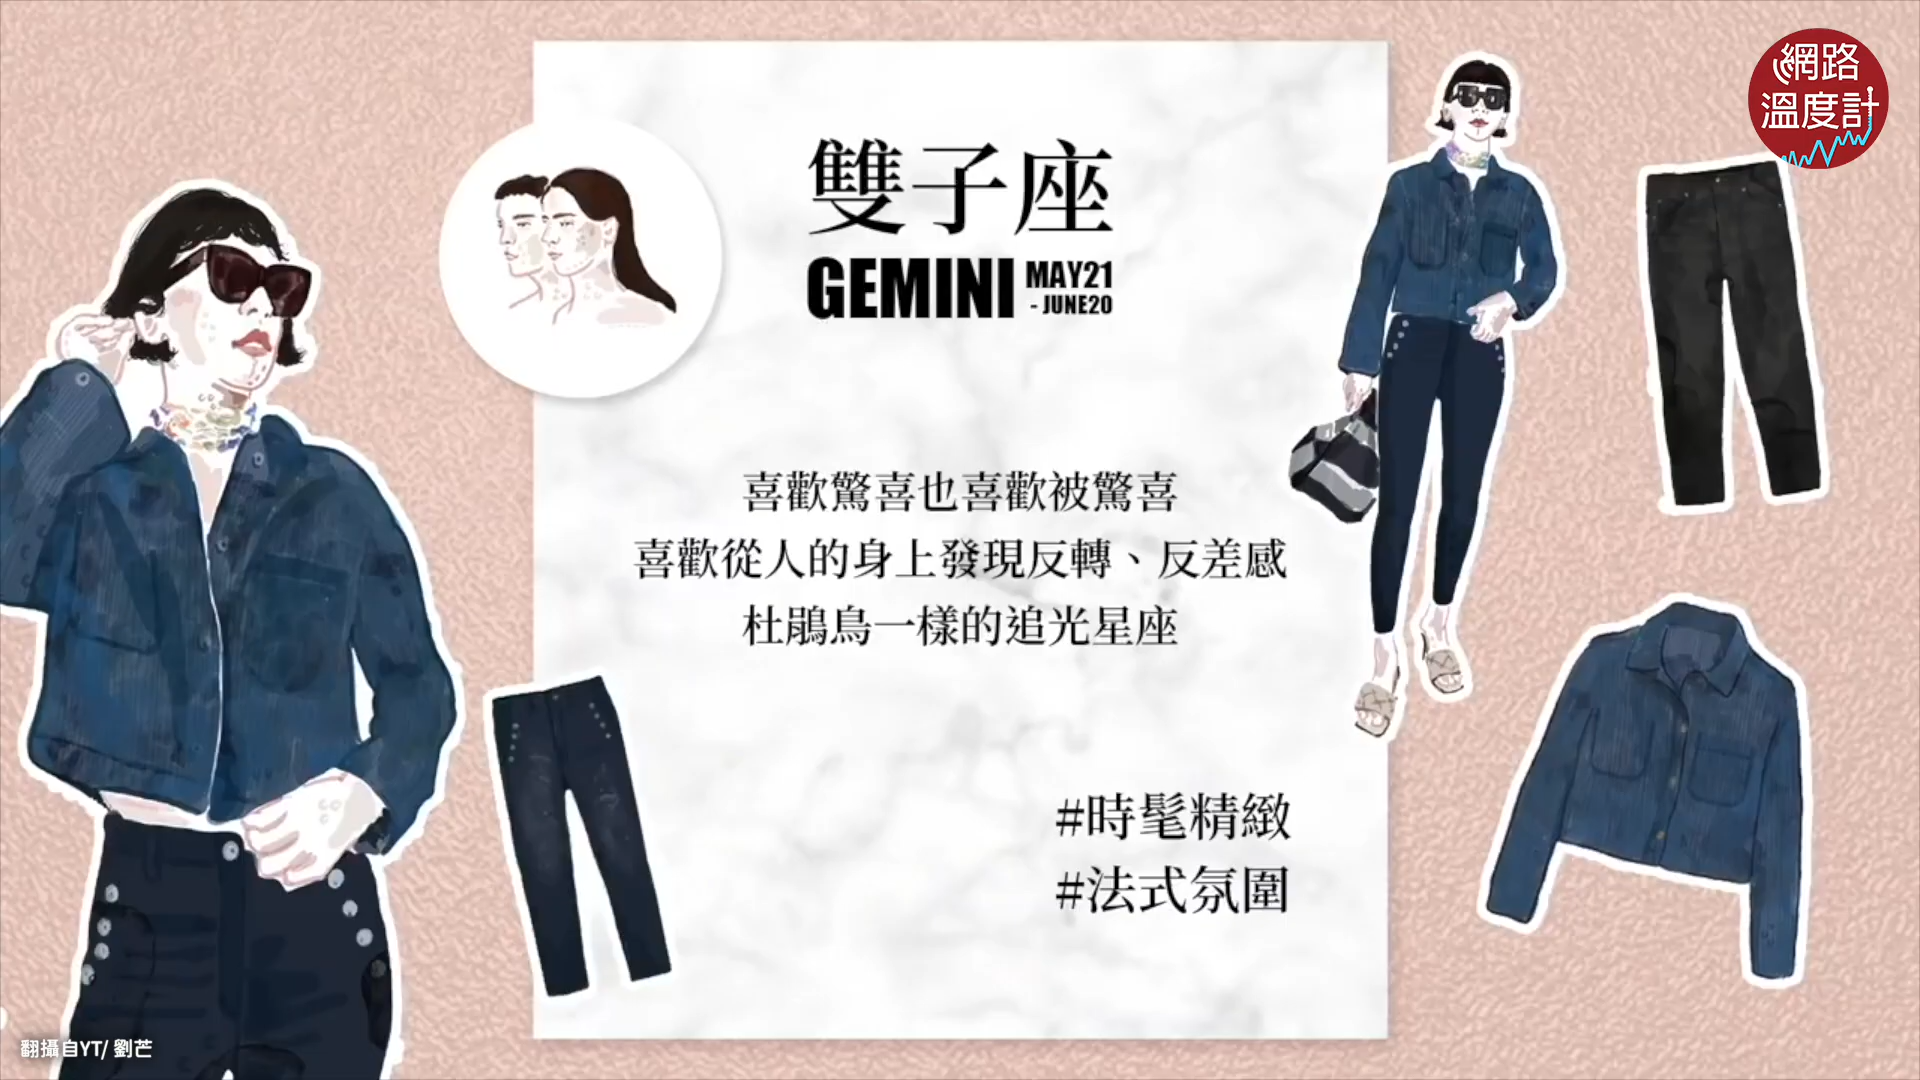 網路
溫度計
雙子座
GEMINI MAY21
- JUNE20
喜歡驚喜也喜歡被驚喜
喜歡從人的身上發現反轉、反差感
杜鵑鳥一樣的追光星座
#時髦精緻
#法式氛圍
翻攝自YT/ 劉芒